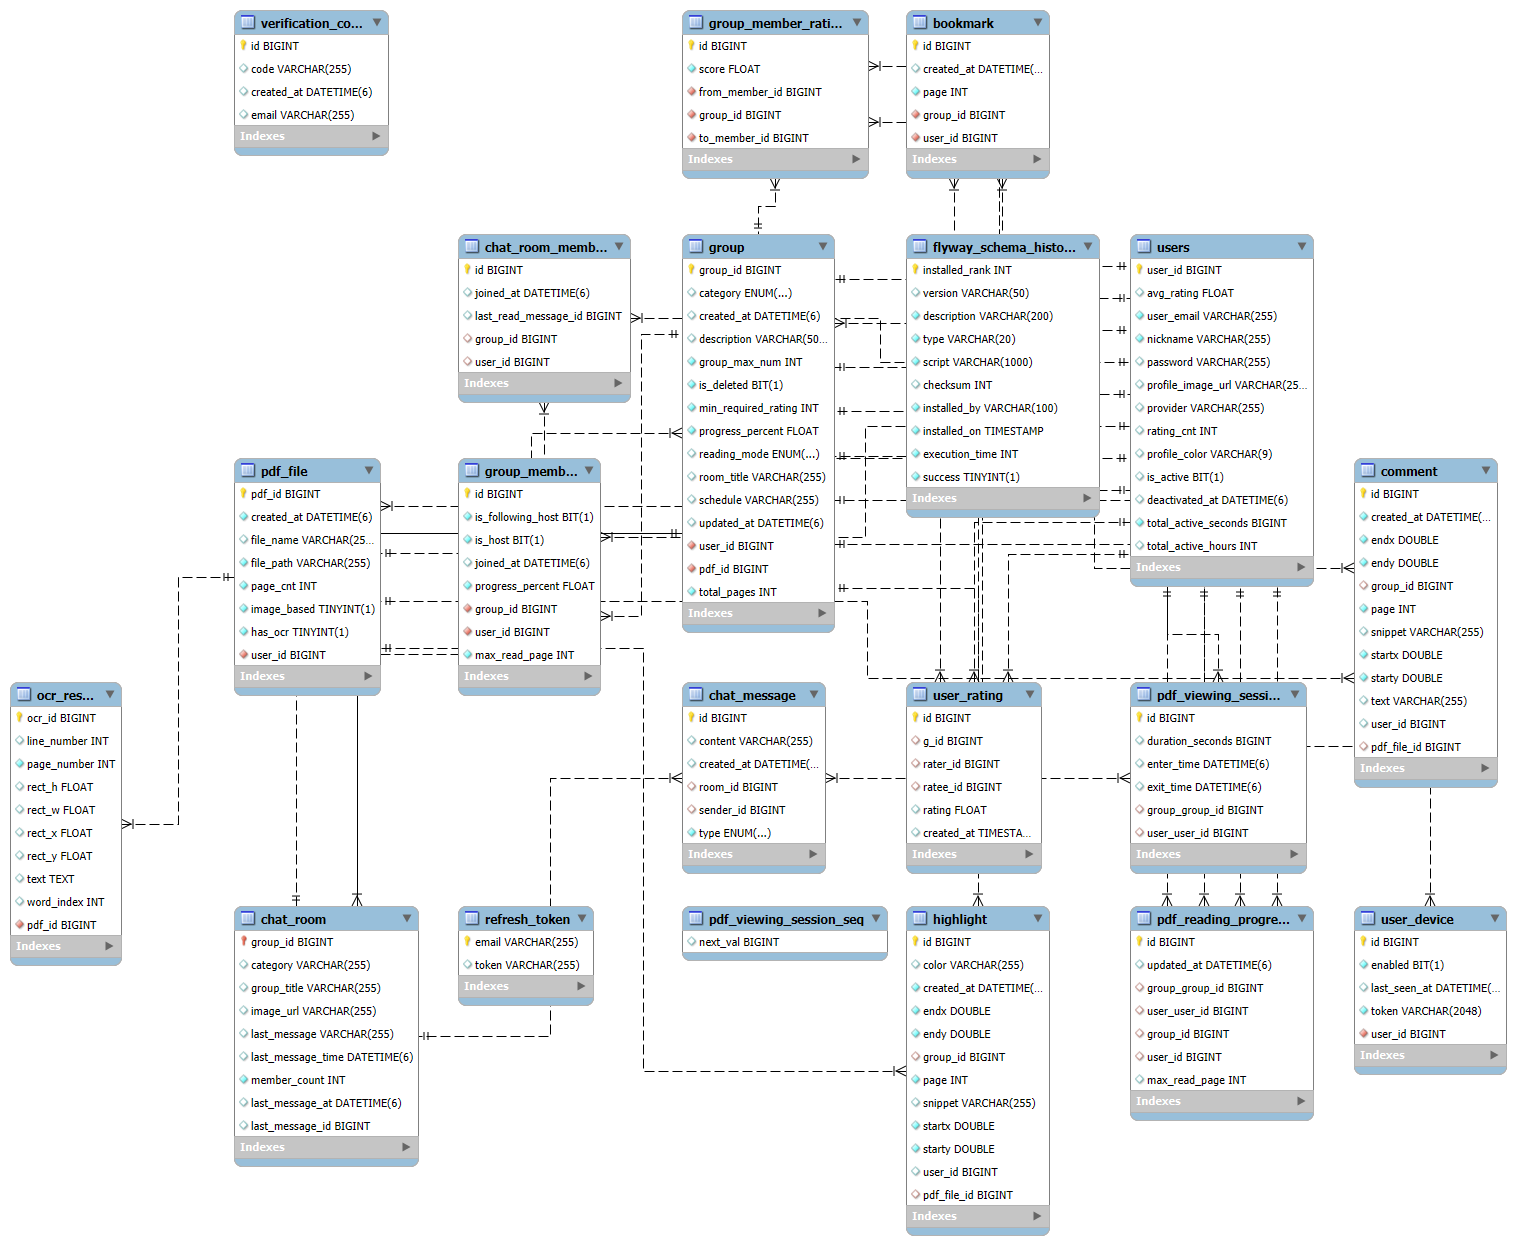 verification_co...
id BIGINT
code VARCHAR(255)
created_at DATETIME(6)
email VARCHAR(255)
Indexes
group_member_rati...
id BIGINT
score FLOAT
from_member_id BIGINT
group_id BIGINT
to_member_id BIGINT
Indexes
bookmark
id BIGINT
created_at DATETIME(...
page INT
group_id BIGINT
user_id BIGINT
Indexes
chat_room_memb...
id BIGINT
joined_at DATETIME(6)
last_read_message_id BIGINT
group_id BIGINT
user_id BIGINT
Indexes
group
group_id BIGINT
category ENUM(...)
created_at DATETIME(6)
description VARCHAR(50...
group_max_num INT
is_deleted BIT(1)
min_required_rating INT
progress_percent FLOAT
reading_mode ENUM(...)
room_title VARCHAR(255)
schedule VARCHAR(255)
updated_at DATETIME(6)
user_id BIGINT
pdf_id BIGINT
total_pages INT
Indexes
flyway_schema_histo...
installed_rank INT
version VARCHAR(50)
description VARCHAR(200)
type VARCHAR(20)
script VARCHAR(1000)
checksum INT
installed_by VARCHAR(100)
installed_on TIMESTAMP
execution_time INT
success TINYINT(1)
Indexes
users
user_id BIGINT
avg_rating FLOAT
user_email VARCHAR(255)
nickname VARCHAR(255)
password VARCHAR(255)
profile_image_url VARCHAR(25...
provider VARCHAR(255)
rating_cnt INT
profile_color VARCHAR(9)
is_active BIT(1)
deactivated_at DATETIME(6)
total_active_seconds BIGINT
total_active_hours INT
Indexes
pdf_file
pdf_id BIGINT
created_at DATETIME(6)
file_name VARCHAR(25...
file_path VARCHAR(255)
page_cnt INT
image_based TINYINT(1)
has_ocr TINYINT(1)
user_id BIGINT
Indexes
group_memb...
id BIGINT
is_following_host BIT(1)
is_host BIT(1)
joined_at DATETIME(6)
progress_percent FLOAT
group_id BIGINT
user_id BIGINT
max_read_page INT
Indexes
comment
id BIGINT
created_at DATETIME(...
endx DOUBLE
endy DOUBLE
group_id BIGINT
page INT
snippet VARCHAR(255)
startx DOUBLE
starty DOUBLE
text VARCHAR(255)
user_id BIGINT
pdf_file_id BIGINT
Indexes
ocr_res...
ocr_id BIGINT
line_number INT
page_number INT
rect_h FLOAT
rect_w FLOAT
rect_x FLOAT
rect_y FLOAT
text TEXT
word_index INT
pdf_id BIGINT
Indexes
chat_message
id BIGINT
content VARCHAR(255)
created_at DATETIME(...
room_id BIGINT
sender_id BIGINT
type ENUM(...)
Indexes
user_rating
id BIGINT
g_id BIGINT
rater_id BIGINT
ratee_id BIGINT
rating FLOAT
created_at TIMESTA...
Indexes
pdf_viewing_sessi...
id BIGINT
duration_seconds BIGINT
enter_time DATETIME(6)
exit_time DATETIME(6)
group_group_id BIGINT
user_user_id BIGINT
Indexes
chat_room
group_id BIGINT
category VARCHAR(255)
group_title VARCHAR(255)
image_url VARCHAR(255)
last_message VARCHAR(255)
last_message_time DATETIME(6)
member_count INT
last_message_at DATETIME(6)
last_message_id BIGINT
Indexes
refresh_token
email VARCHAR(255)
token VARCHAR(255)
Indexes
pdf_viewing_session_seq
next_val BIGINT
highlight
id BIGINT
color VARCHAR(255)
created_at DATETIME(...
endx DOUBLE
endy DOUBLE
group_id BIGINT
page INT
snippet VARCHAR(255)
startx DOUBLE
starty DOUBLE
user_id BIGINT
pdf_file_id BIGINT
Indexes
pdf_reading_progre...
id BIGINT
updated_at DATETIME(6)
group_group_id BIGINT
user_user_id BIGINT
group_id BIGINT
user_id BIGINT
max_read_page INT
Indexes
user_device
id BIGINT
enabled BIT(1)
last_seen_at DATETIME(...
token VARCHAR(2048)
user_id BIGINT
Indexes